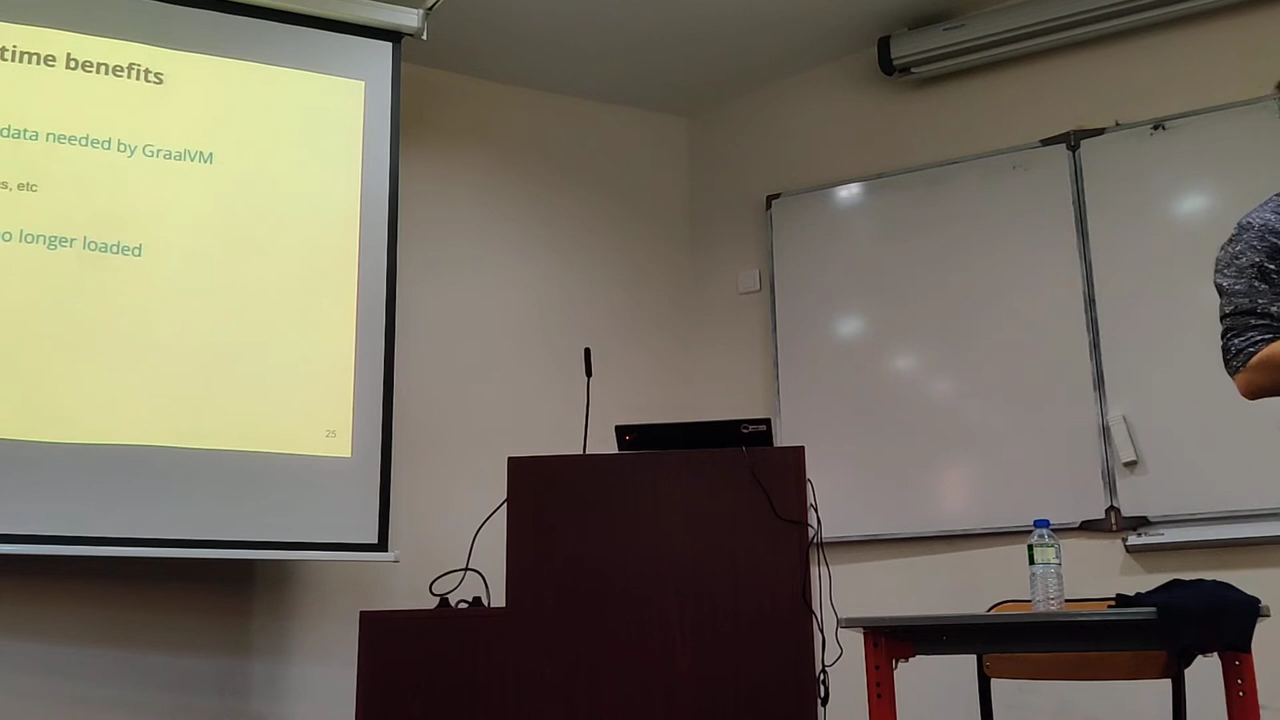 time benefits
data needed by GraalVM
s, etc
o longer loaded
25